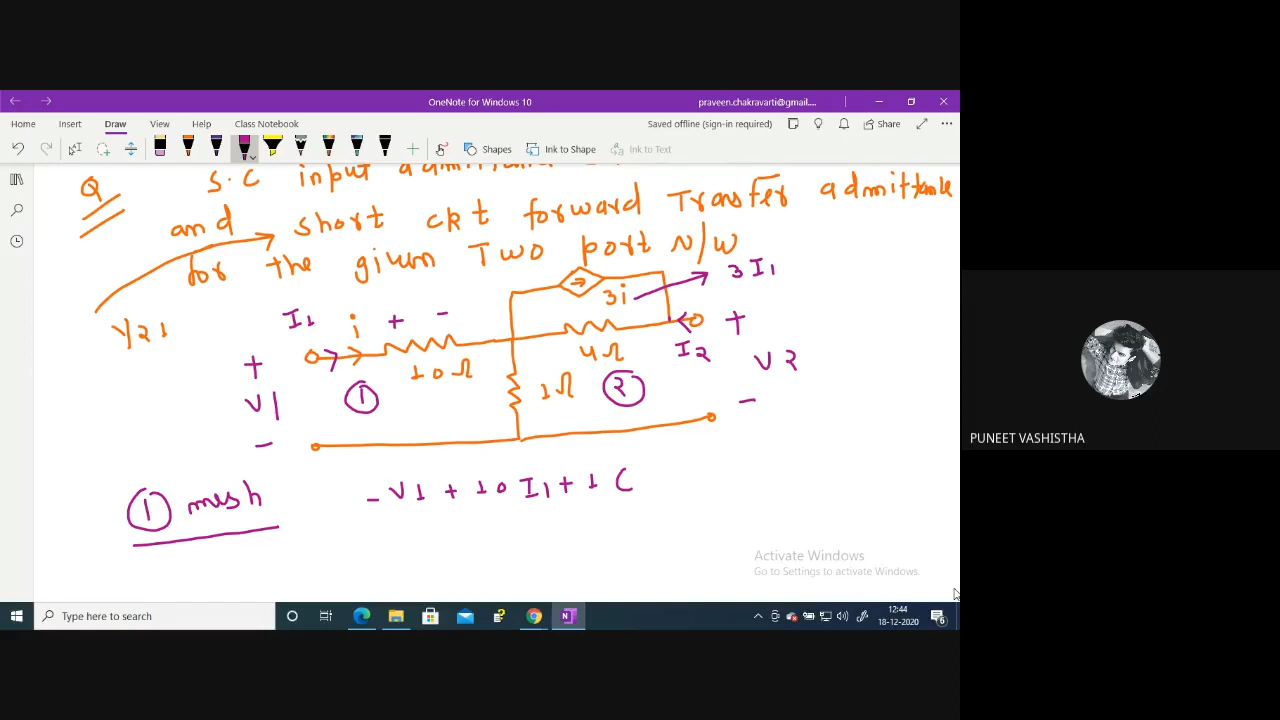 OneNote for Windows 10
praveen.chakravarti@gmail....
Home Insert Draw View Help Class Notebook
Saved offline (sign-in required)
Share
Shapes
Ink to Shape
Ink to Text
Q
S.C input
and short ckt forward Transfer admittance
for the given Two port N/W
Y21
3i
3I1
I1 i + -
10Ω
4Ω
I2
+
V1
-
1
1Ω
2
+
V2
-
1 mesh
-V1 + 10 I1 + 1 (
PUNEET VASHISTHA
Activate Windows
Go to Settings to activate Windows.
Type here to search
12:44
18-12-2020
6